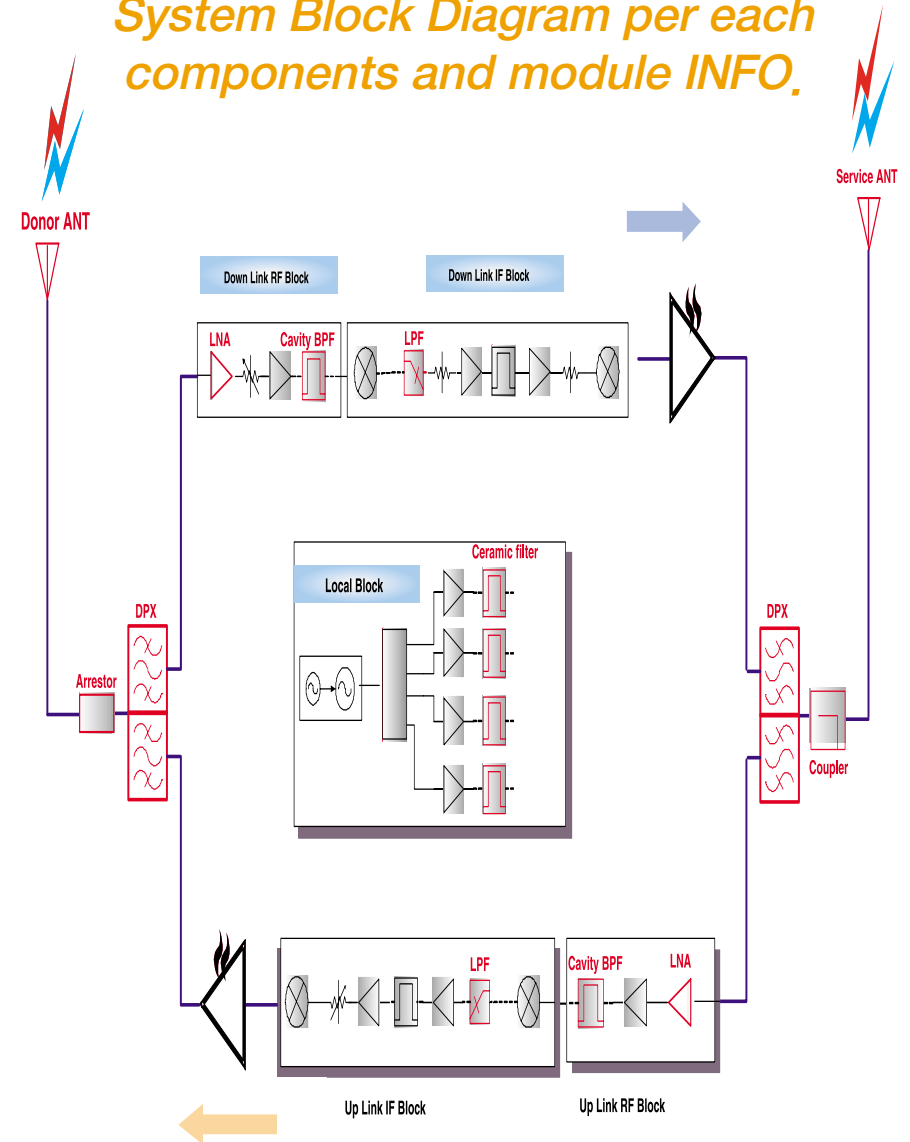 System Block Diagram per each
components and module INFO.
Service ANT
Donor ANT
Down Link RF Block
Down Link IF Block
LNA
Cavity BPF
LPF
Ceramic filter
Local Block
DPX
DPX
Arrestor
Coupler
LPF
Cavity BPF
LNA
Up Link IF Block
Up Link RF Block